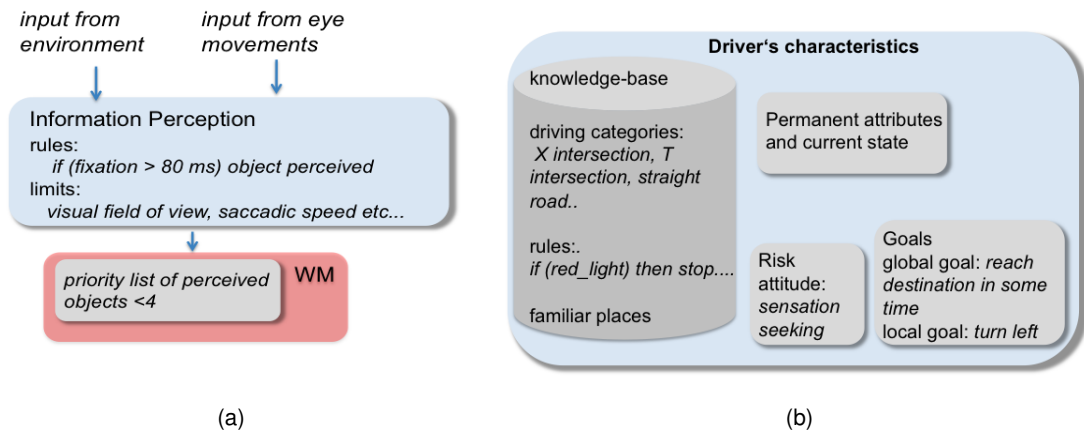 input from
environment
input from eye
movements
Information Perception
rules:
if (fixation > 80 ms) object perceived
limits:
visual field of view, saccadic speed etc...
priority list of perceived
objects <4
WM
(a)
Driver‘s characteristics
knowledge-base
driving categories:
X intersection, T
intersection, straight
road..
rules:.
if (red_light) then stop....
familiar places
Permanent attributes
and current state
Risk
attitude:
sensation
seeking
Goals
global goal: reach
destination in some
time
local goal: turn left
(b)